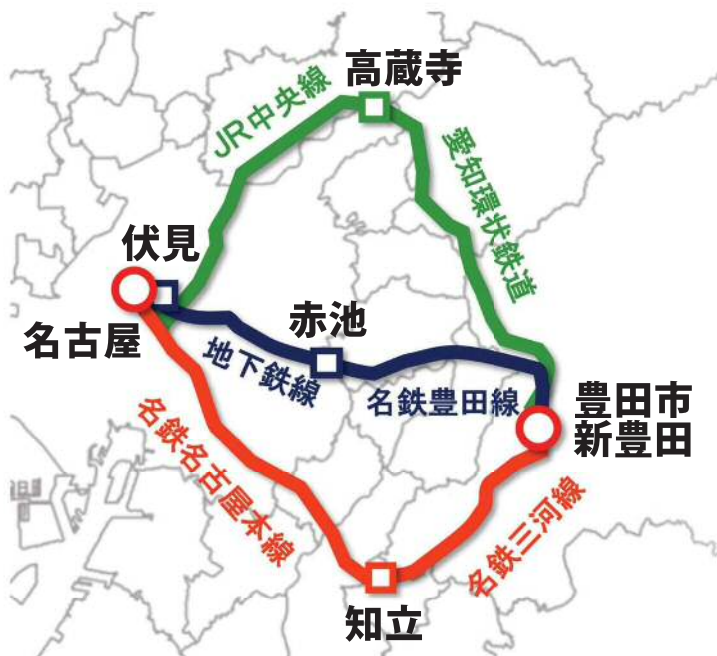 高蔵寺
JR中央線
愛知環状鉄道
伏見
名古屋
赤池
地下鉄線
名鉄豊田線
豊田市
新豊田
名鉄名古屋本線
名鉄三河線
知立